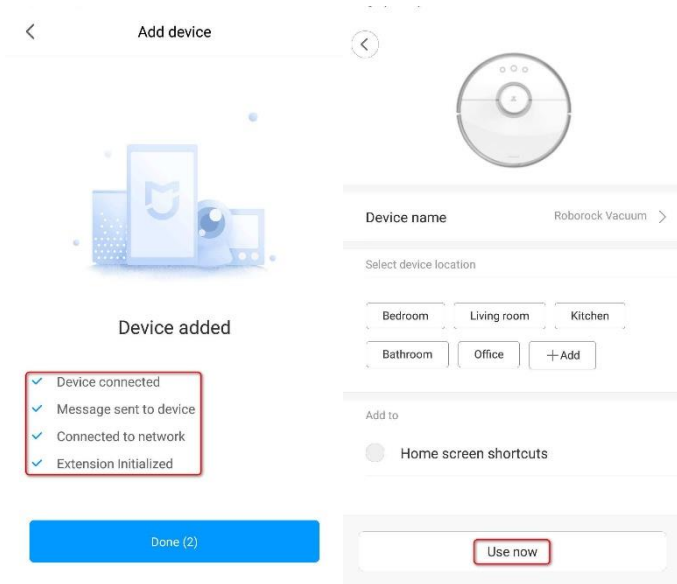 Add device
Device added
Device connected
Message sent to device
Connected to network
Extension Initialized
Done (2)
Device name
Roborock Vacuum
Select device location
Bedroom
Living room
Kitchen
Bathroom
Office
+Add
Add to
Home screen shortcuts
Use now